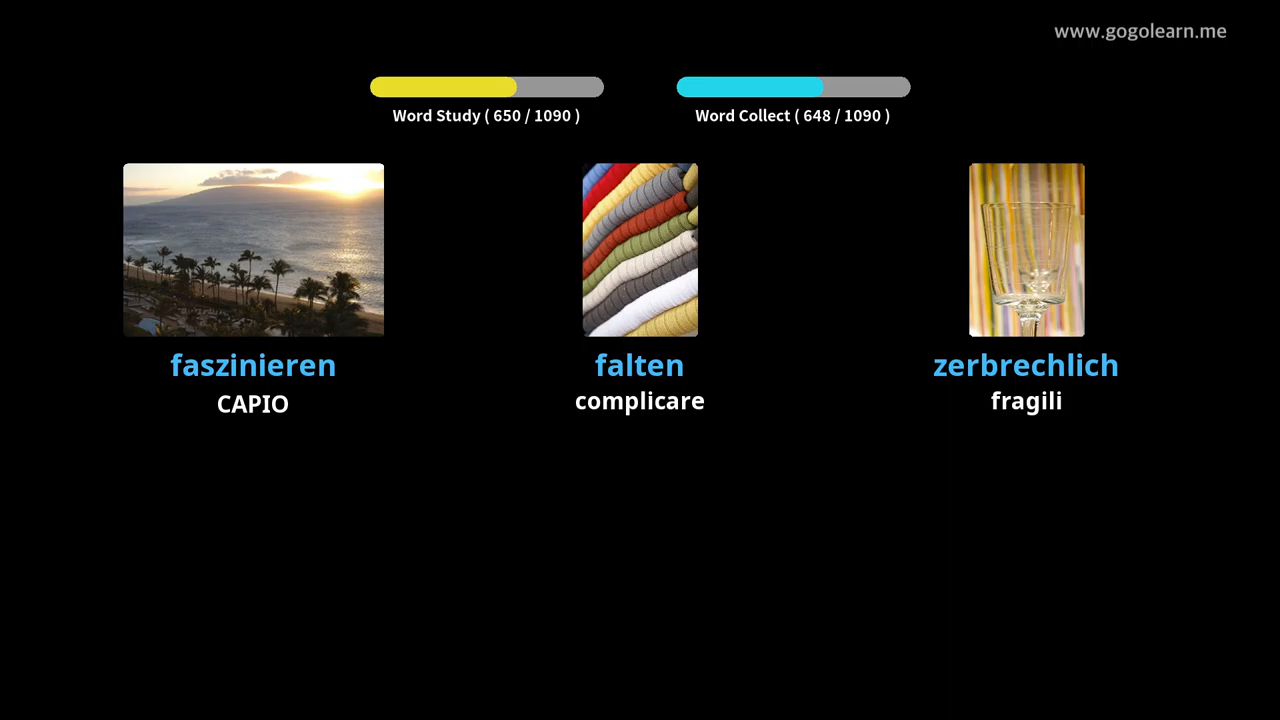 www.gogolearn.me
Word Study ( 650 / 1090 )
Word Collect ( 648 / 1090 )
faszinieren
CAPIO
falten
complicare
zerbrechlich
fragili